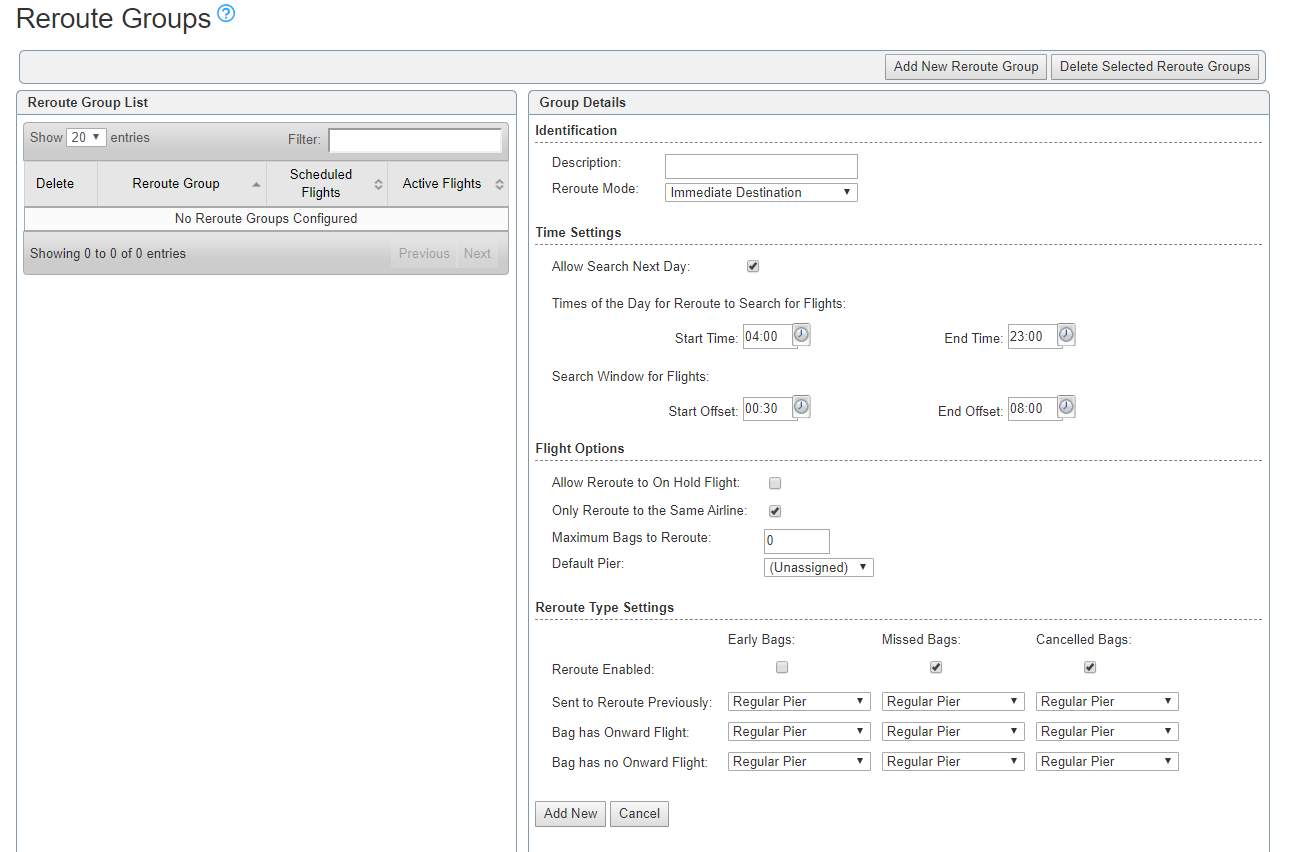 Reroute Groups ?
Add New Reroute Group Delete Selected Reroute Groups
Reroute Group List
Show 20 entries Filter:
Delete Reroute Group Scheduled Flights Active Flights
No Reroute Groups Configured
Showing 0 to 0 of 0 entries Previous Next
Group Details
Identification
Description:
Reroute Mode: Immediate Destination
Time Settings
Allow Search Next Day:
Times of the Day for Reroute to Search for Flights:
Start Time: 04:00 End Time: 23:00
Search Window for Flights:
Start Offset: 00:30 End Offset: 08:00
Flight Options
Allow Reroute to On Hold Flight:
Only Reroute to the Same Airline:
Maximum Bags to Reroute: 0
Default Pier: (Unassigned)
Reroute Type Settings
Early Bags: Missed Bags: Cancelled Bags:
Reroute Enabled:
Sent to Reroute Previously: Regular Pier Regular Pier Regular Pier
Bag has Onward Flight: Regular Pier Regular Pier Regular Pier
Bag has no Onward Flight: Regular Pier Regular Pier Regular Pier
Add New Cancel